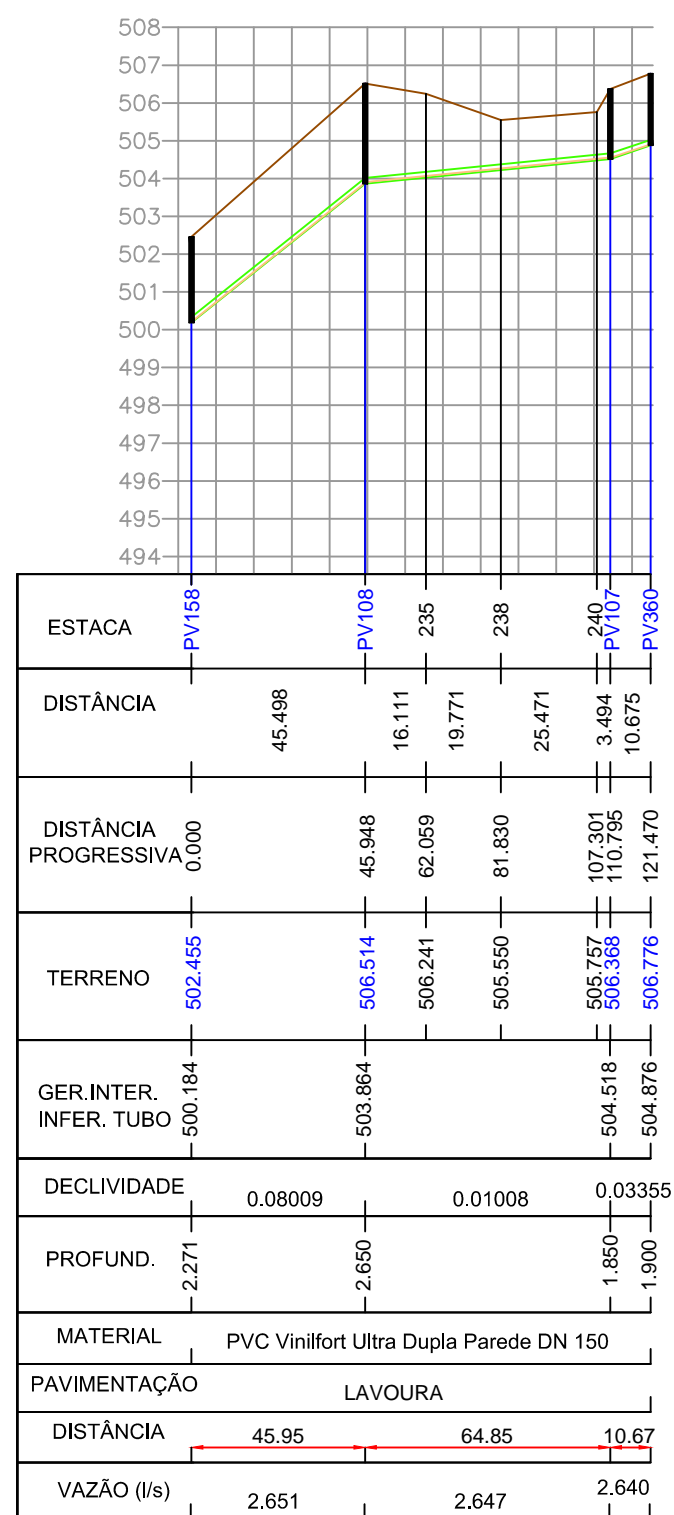 508
507
506
505
504
503
502
501
500
499
498
497
496
495
494
ESTACA
PV158
PV108
235
238
240
PV107
PV360
DISTÂNCIA
45.498
16.111
19.771
25.471
3.494
10.675
DISTÂNCIA
PROGRESSIVA
0.000
45.948
62.059
81.830
107.301
110.795
121.470
TERRENO
502.455
506.514
506.241
505.550
505.757
506.368
506.776
GER.INTER.
INFER. TUBO
500.184
503.864
504.518
504.876
DECLIVIDADE
0.08009
0.01008
0.03355
PROFUND.
2.271
2.650
1.850
1.900
MATERIAL
PVC Vinilfort Ultra Dupla Parede DN 150
PAVIMENTAÇÃO
LAVOURA
DISTÂNCIA
45.95
64.85
10.67
VAZÃO (l/s)
2.651
2.647
2.640